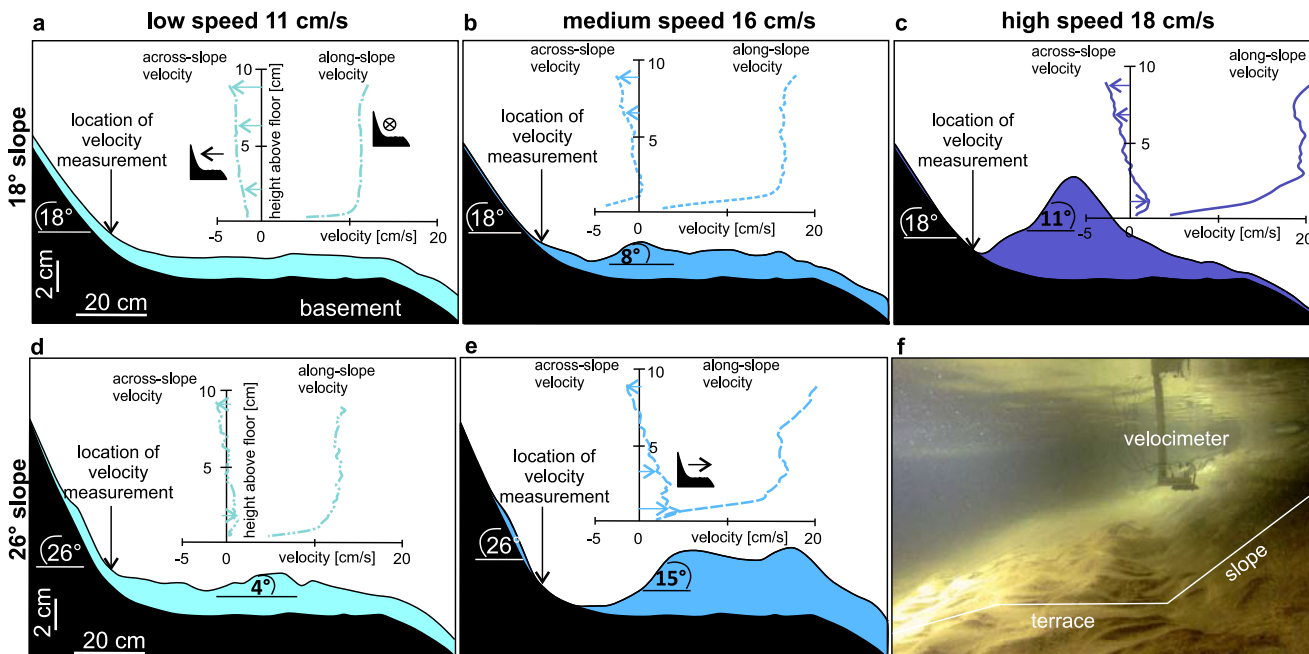 low speed 11 cm/s
medium speed 16 cm/s
high speed 18 cm/s
18° slope
26° slope
a
across-slope
velocity
along-slope
velocity
10
5
height above floor [cm]
location of
velocity
measurement
18°
-5
0
velocity [cm/s]
20
2 cm
20 cm
basement
b
across-slope
velocity
along-slope
velocity
10
5
location of
velocity
measurement
18°
-5
0
velocity [cm/s]
20
8°
c
across-slope
velocity
along-slope
velocity
10
5
location of
velocity
measurement
18°
-5
0
velocity [cm/s]
20
11°
d
across-slope
velocity
along-slope
velocity
10
5
height above floor [cm]
location of
velocity
measurement
26°
-5
0
velocity [cm/s]
20
4°
2 cm
20 cm
e
across-slope
velocity
along-slope
velocity
10
5
location of
velocity
measurement
26°
-5
0
velocity [cm/s]
20
15°
f
velocimeter
slope
terrace